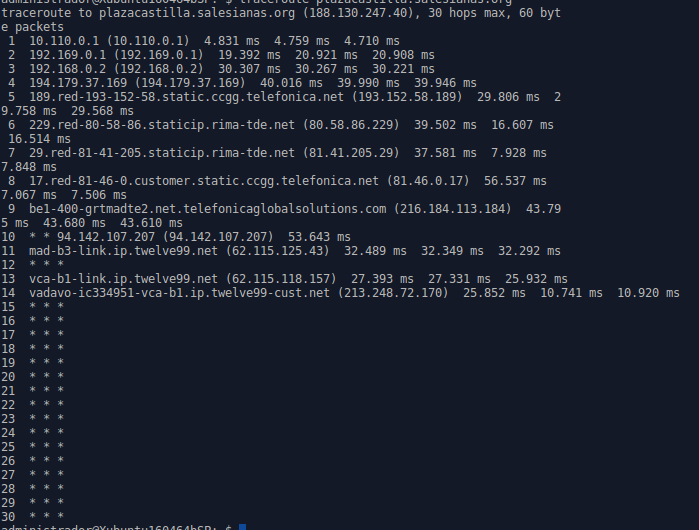 administrador@Xubuntu160464bSP: $ traceroute plazacastilla.salesianas.org
traceroute to plazacastilla.salesianas.org (188.130.247.40), 30 hops max, 60 byt
e packets
 1  10.110.0.1 (10.110.0.1)  4.831 ms  4.759 ms  4.710 ms
 2  192.169.0.1 (192.169.0.1)  19.392 ms  20.921 ms  20.908 ms
 3  192.168.0.2 (192.168.0.2)  30.307 ms  30.267 ms  30.221 ms
 4  194.179.37.169 (194.179.37.169)  40.016 ms  39.990 ms  39.946 ms
 5  189.red-193-152-58.static.ccgg.telefonica.net (193.152.58.189)  29.806 ms  2
9.758 ms  29.568 ms
 6  229.red-80-58-86.staticip.rima-tde.net (80.58.86.229)  39.502 ms  16.607 ms
 16.514 ms
 7  29.red-81-41-205.staticip.rima-tde.net (81.41.205.29)  37.581 ms  7.928 ms
7.848 ms
 8  17.red-81-46-0.customer.static.ccgg.telefonica.net (81.46.0.17)  56.537 ms
7.067 ms  7.506 ms
 9  be1-400-grtmadte2.net.telefonicaglobalsolutions.com (216.184.113.184)  43.79
5 ms  43.680 ms  43.610 ms
10  * * 94.142.107.207 (94.142.107.207)  53.643 ms
11  mad-b3-link.ip.twelve99.net (62.115.125.43)  32.489 ms  32.349 ms  32.292 ms
12  * * *
13  vca-b1-link.ip.twelve99.net (62.115.118.157)  27.393 ms  27.331 ms  25.932 ms
14  vadavo-ic334951-vca-b1.ip.twelve99-cust.net (213.248.72.170)  25.852 ms  10.741 ms  10.920 ms
15  * * *
16  * * *
17  * * *
18  * * *
19  * * *
20  * * *
21  * * *
22  * * *
23  * * *
24  * * *
25  * * *
26  * * *
27  * * *
28  * * *
29  * * *
30  * * *
administrador@Xubuntu160464bSP: $